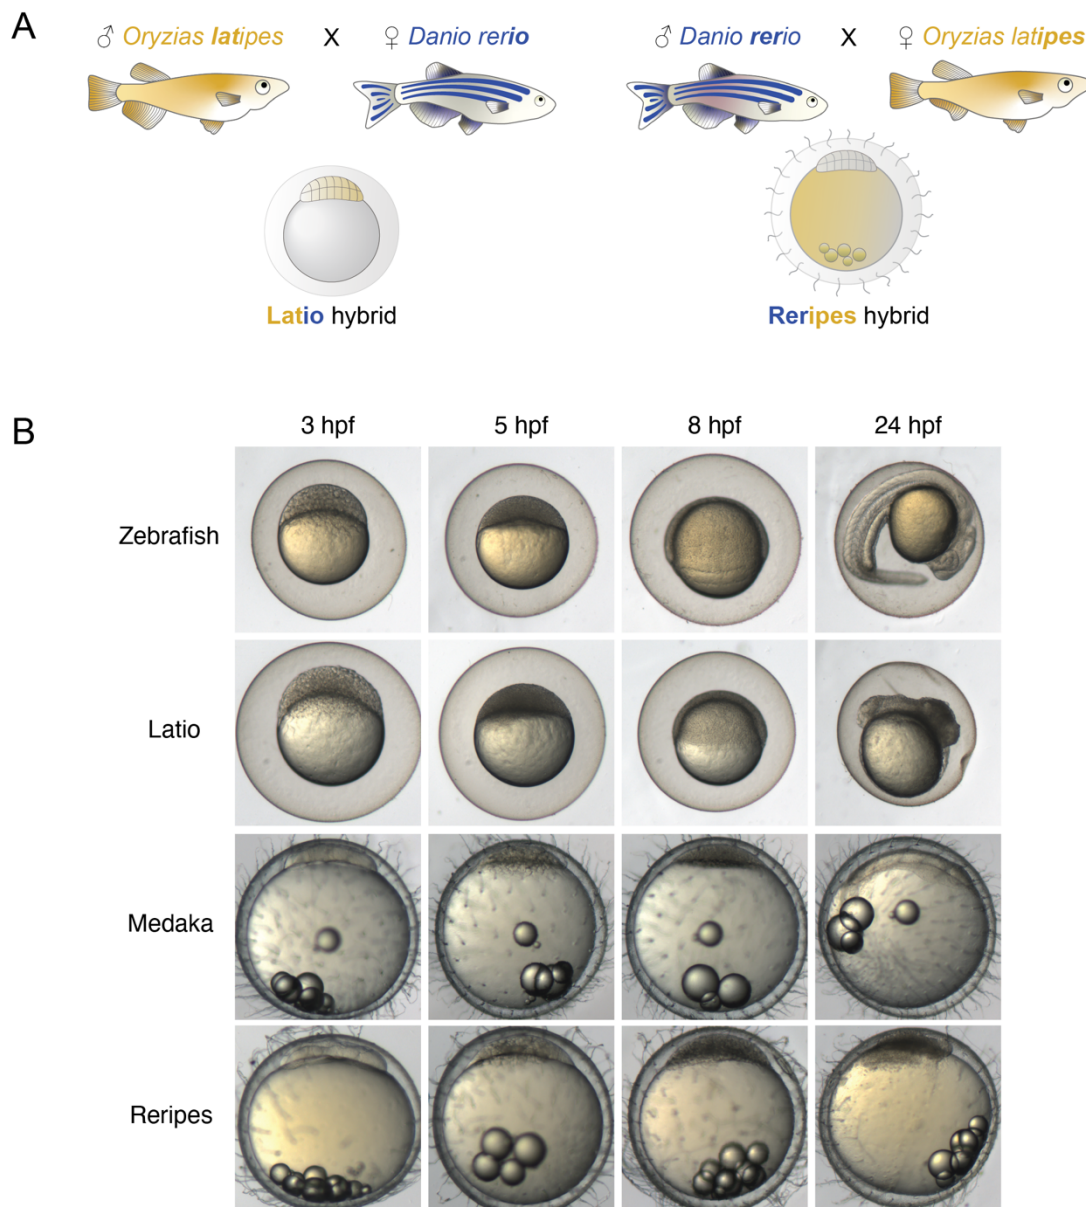 A
♂ Oryzias latipes X ♀ Danio rerio
♂ Danio rerio X ♀ Oryzias latipes
Latio hybrid
Reripes hybrid
B
3 hpf
5 hpf
8 hpf
24 hpf
Zebrafish
Latio
Medaka
Reripes